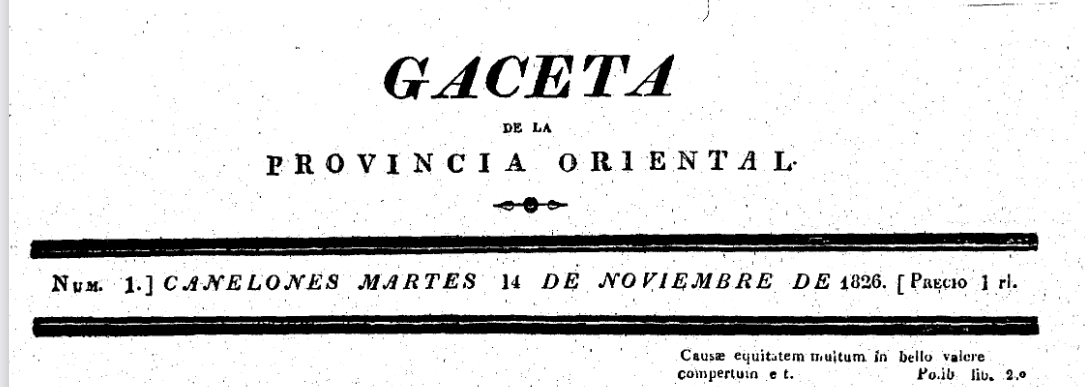 GACETA
DE LA
PROVINCIA ORIENTAL.
NUM. 1.] CANELONES MARTES 14 DE NOVIEMBRE DE 1826. [PRECIO 1 rl.
Causæ equitatem multum in bello valere
compertum e t. Po.ib lib. 2.o